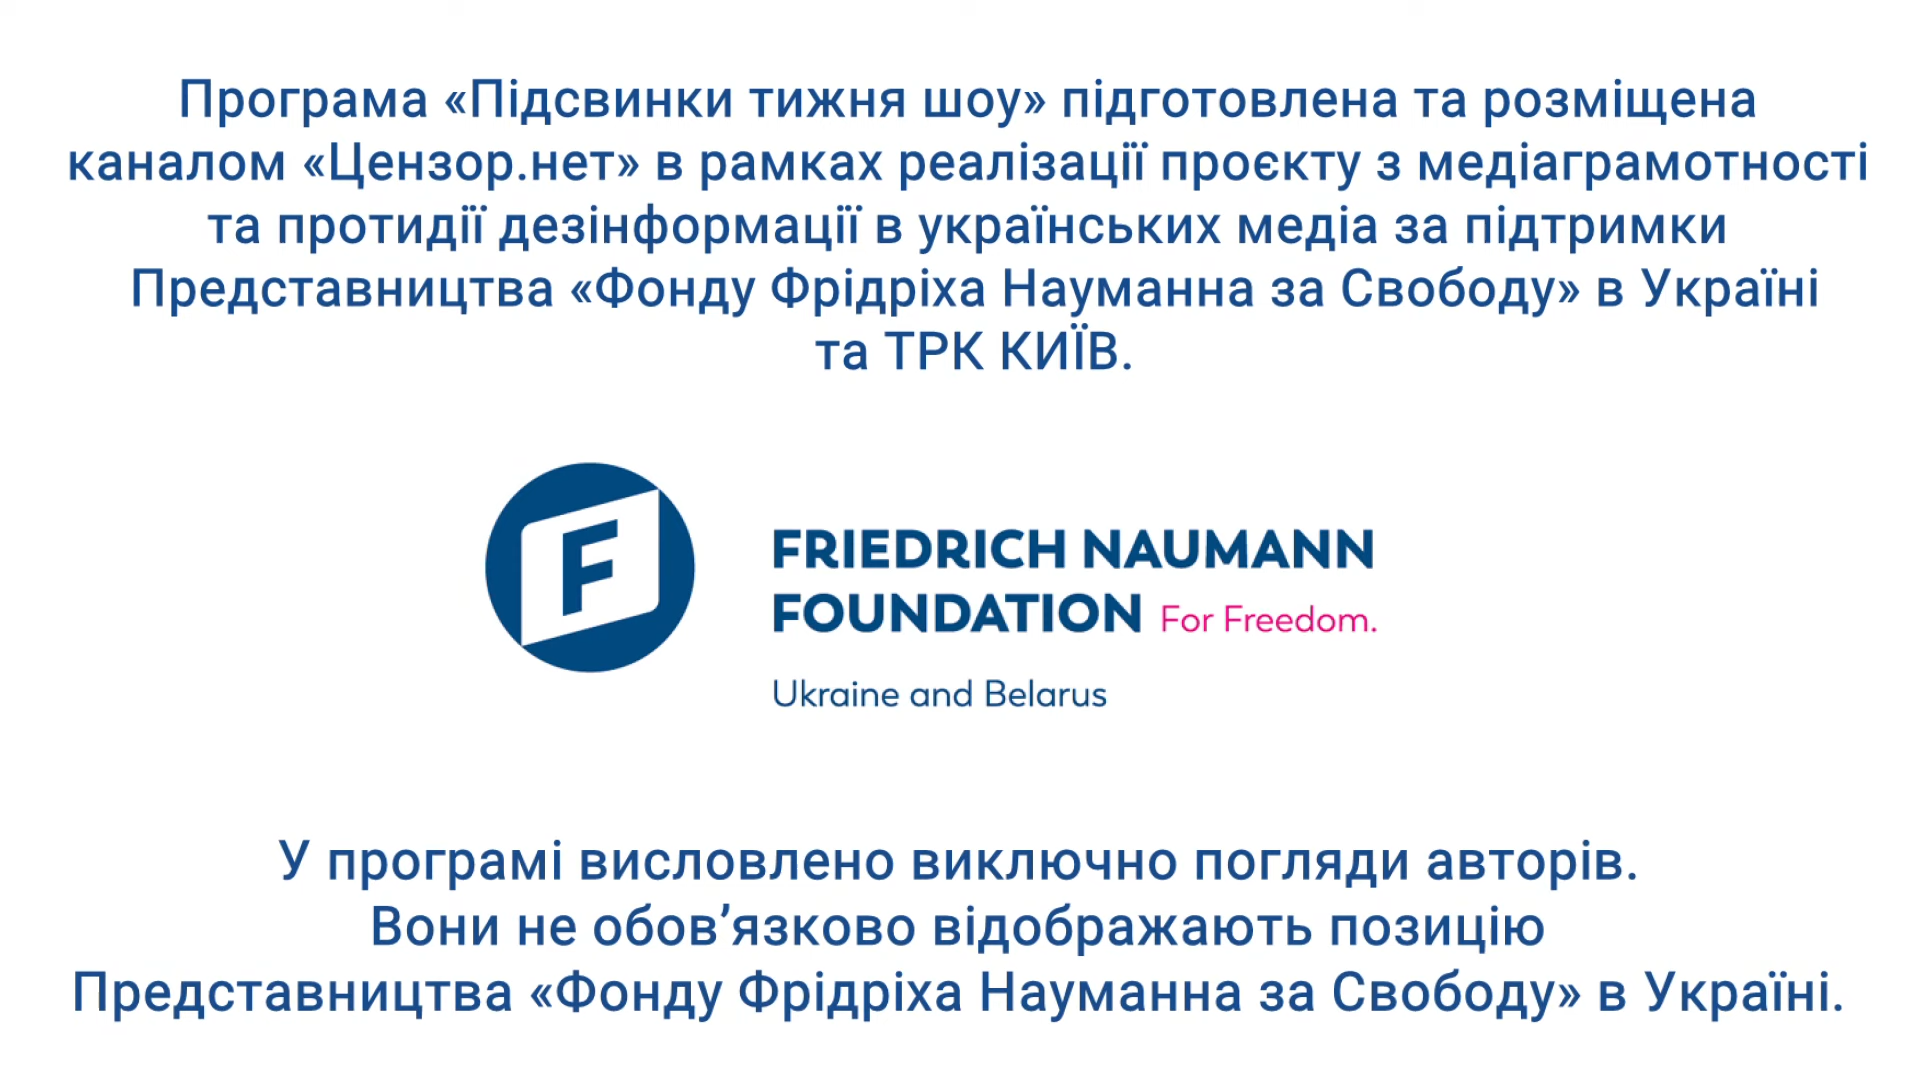 Програма «Підсвинки тижня шоу» підготовлена та розміщена
каналом «Цензор.нет» в рамках реалізації проєкту з медіаграмотності
та протидії дезінформації в українських медіа за підтримки
Представництва «Фонду Фрідріха Науманна за Свободу» в Україні
та ТРК КИЇВ.
F
FRIEDRICH NAUMANN
FOUNDATION For Freedom.
Ukraine and Belarus
У програмі висловлено виключно погляди авторів.
Вони не обов’язково відображають позицію
Представництва «Фонду Фрідріха Науманна за Свободу» в Україні.